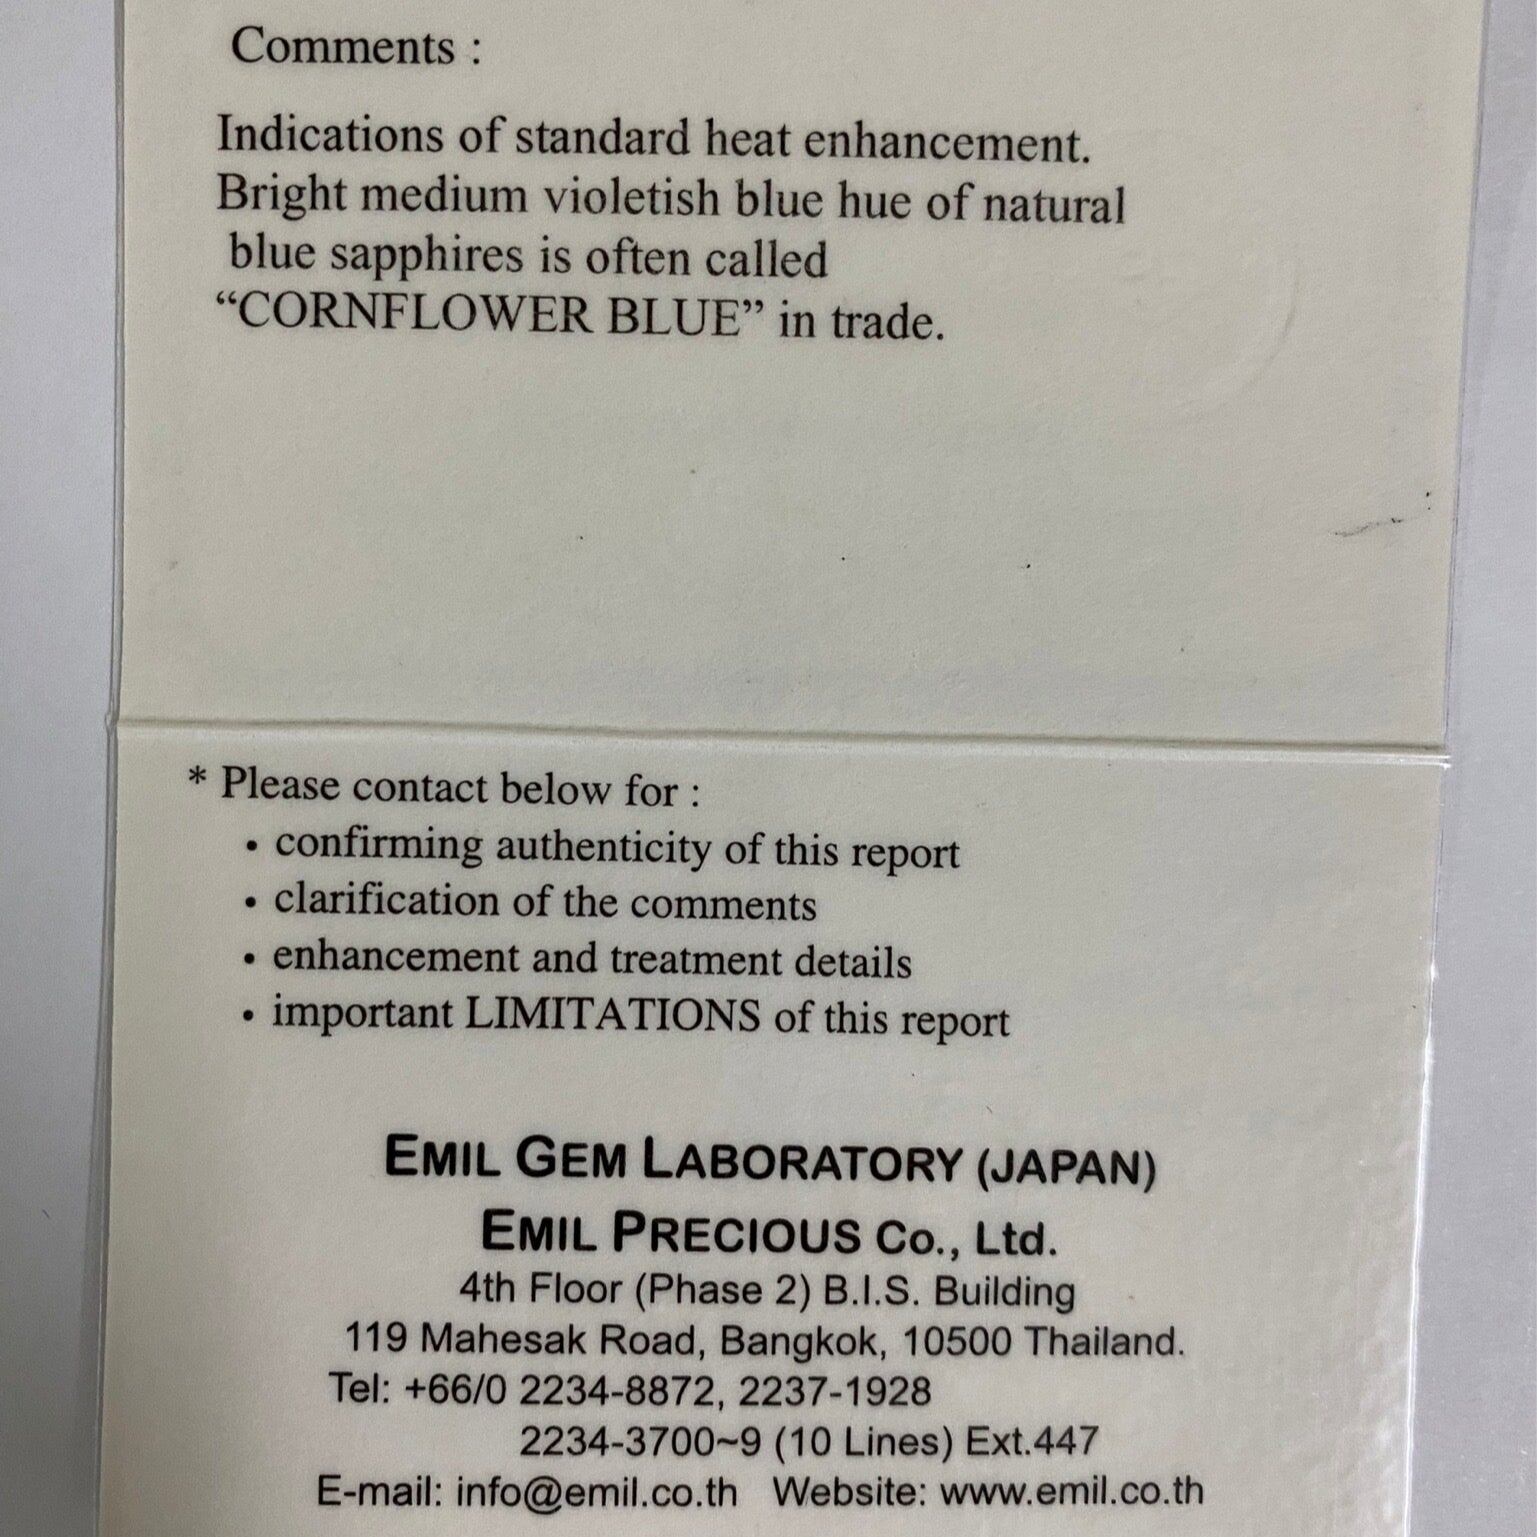 Comments :
Indications of standard heat enhancement.
Bright medium violetish blue hue of natural
blue sapphires is often called
“CORNFLOWER BLUE” in trade.
* Please contact below for :
• confirming authenticity of this report
• clarification of the comments
• enhancement and treatment details
• important LIMITATIONS of this report
EMIL GEM LABORATORY (JAPAN)
EMIL PRECIOUS Co., Ltd.
4th Floor (Phase 2) B.I.S. Building
119 Mahesak Road, Bangkok, 10500 Thailand.
Tel: +66/0 2234-8872, 2237-1928
2234-3700~9 (10 Lines) Ext.447
E-mail: info@emil.co.th Website: www.emil.co.th